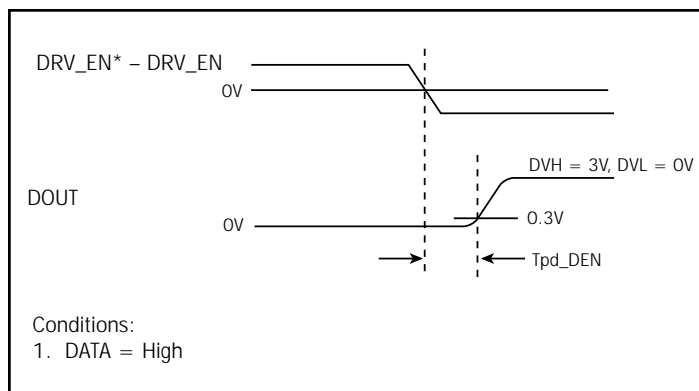 DRV_EN* – DRV_EN
0V
DVH = 3V, DVL = 0V
DOUT
0.3V
0V
Tpd_DEN
Conditions:
1. DATA = High